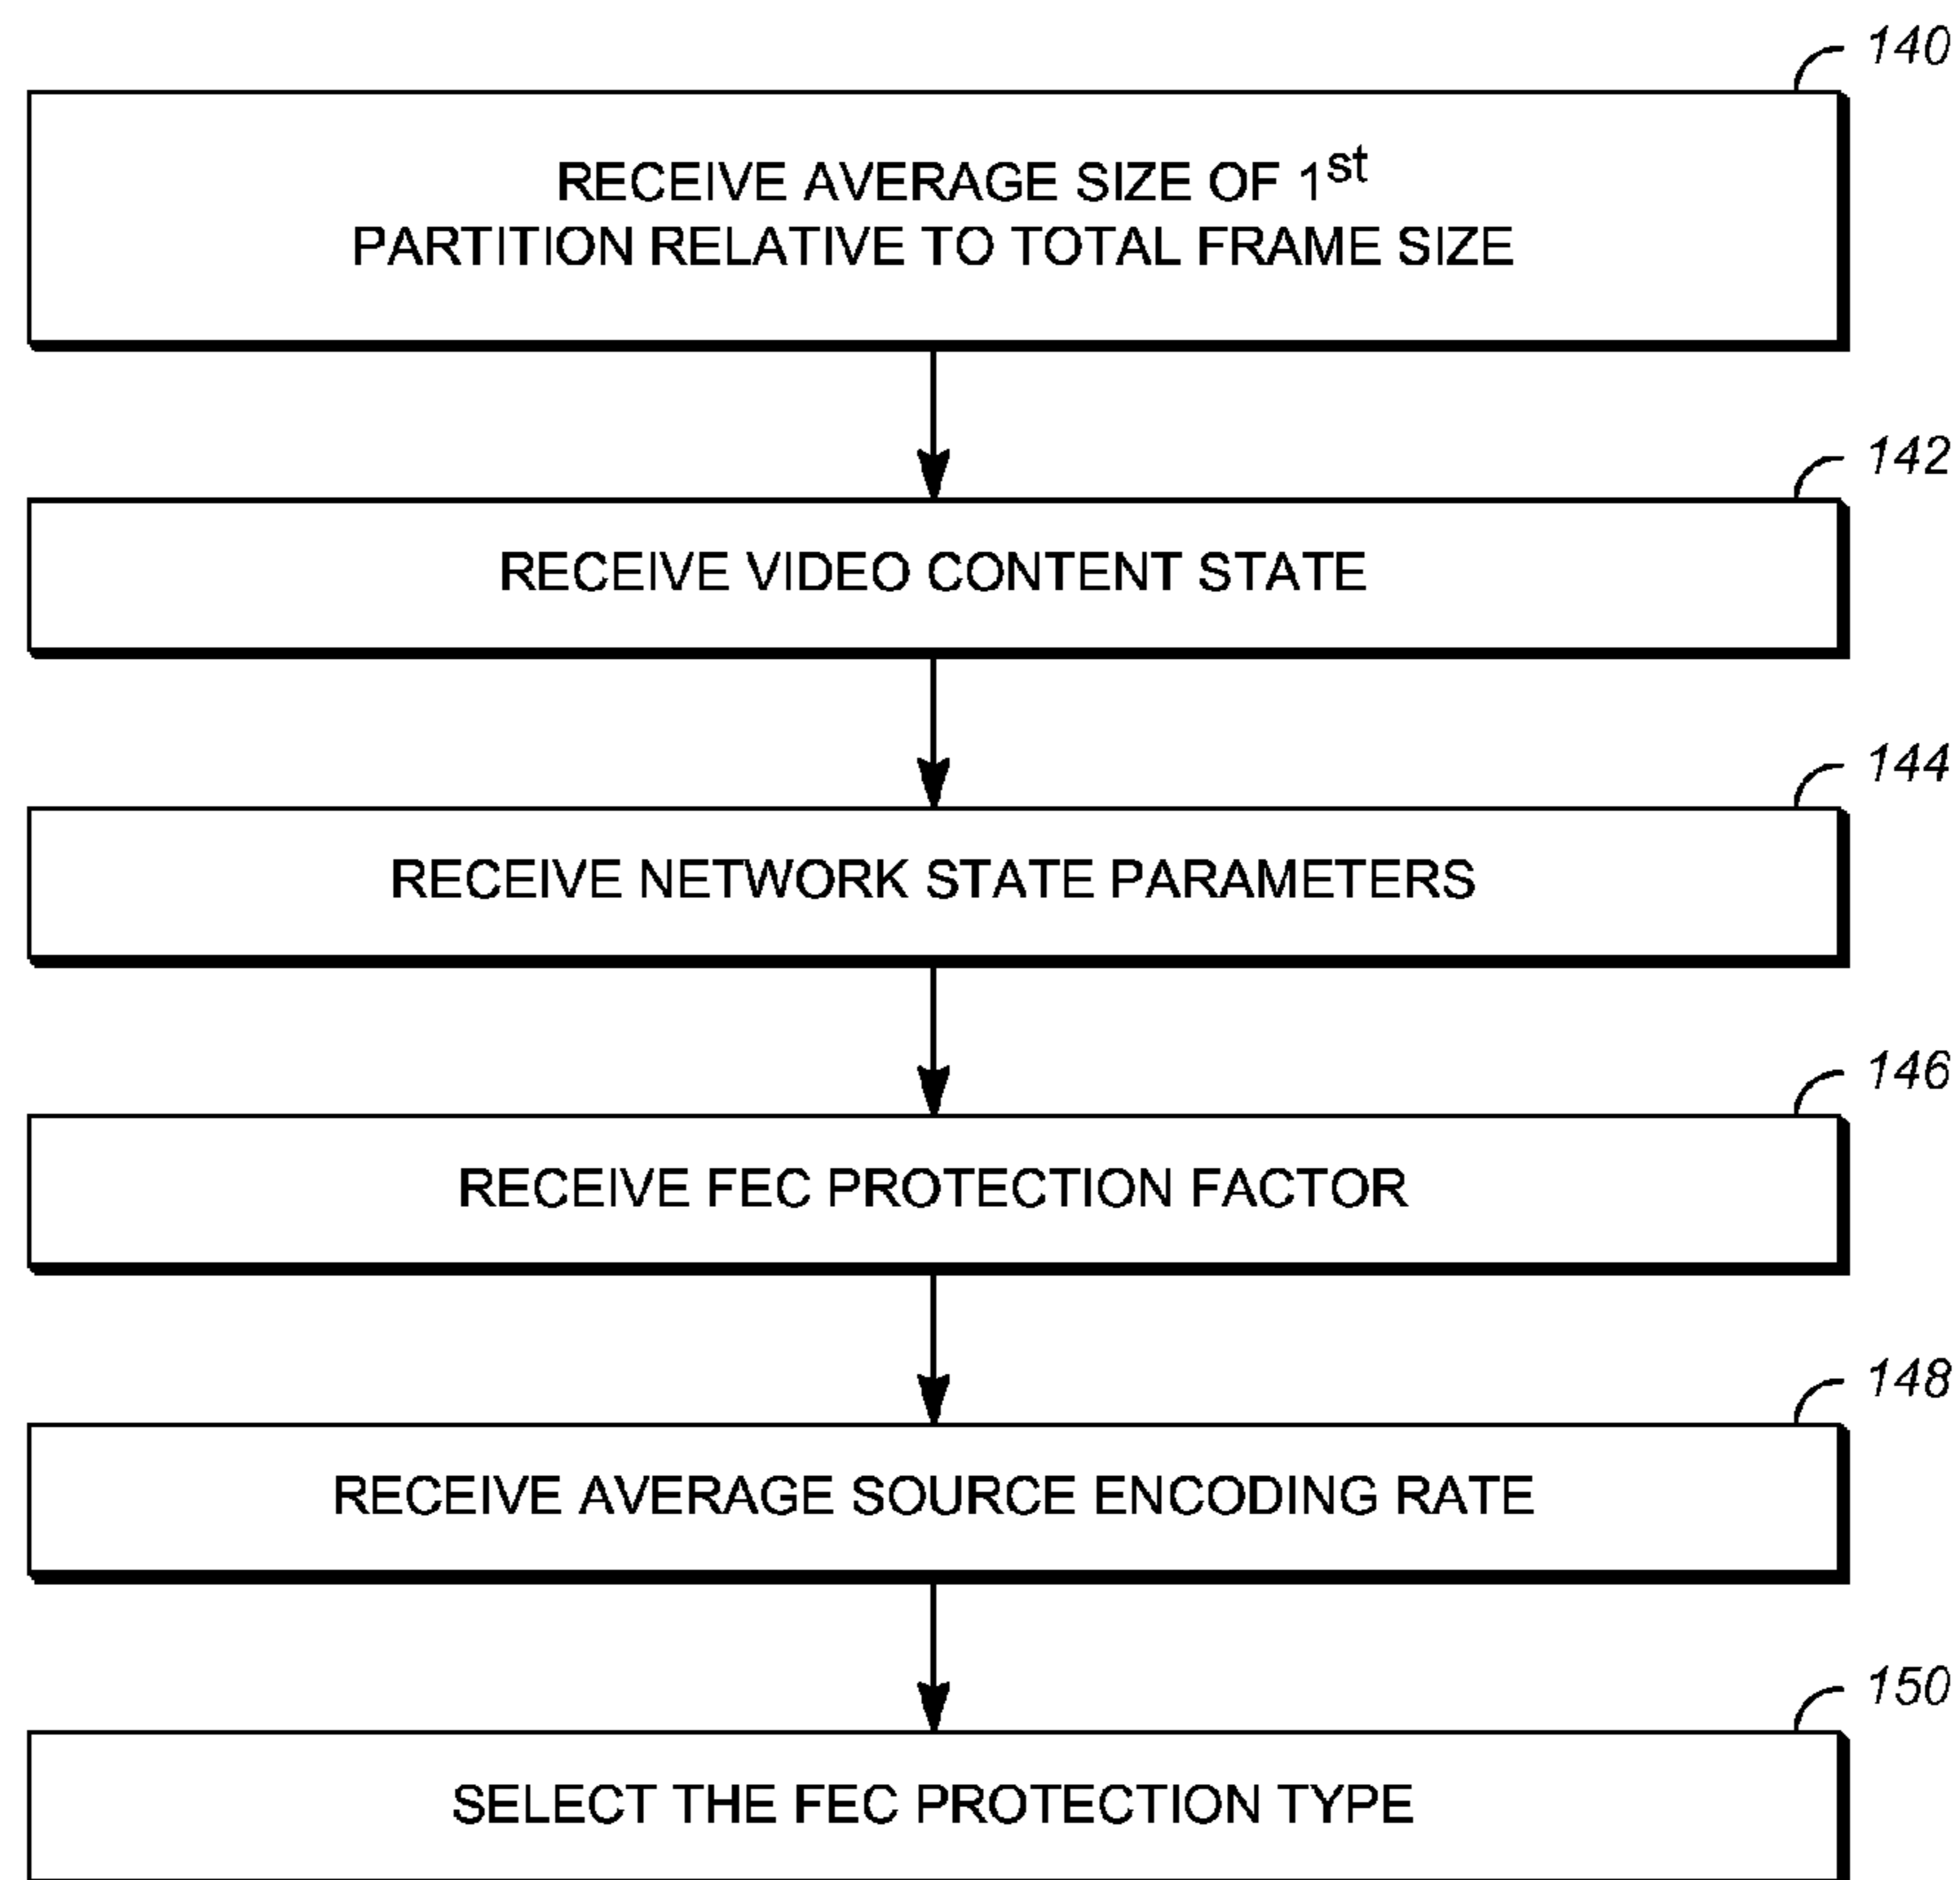 140
RECEIVE AVERAGE SIZE OF 1st
PARTITION RELATIVE TO TOTAL FRAME SIZE
142
RECEIVE VIDEO CONTENT STATE
144
RECEIVE NETWORK STATE PARAMETERS
146
RECEIVE FEC PROTECTION FACTOR
148
RECEIVE AVERAGE SOURCE ENCODING RATE
150
SELECT THE FEC PROTECTION TYPE